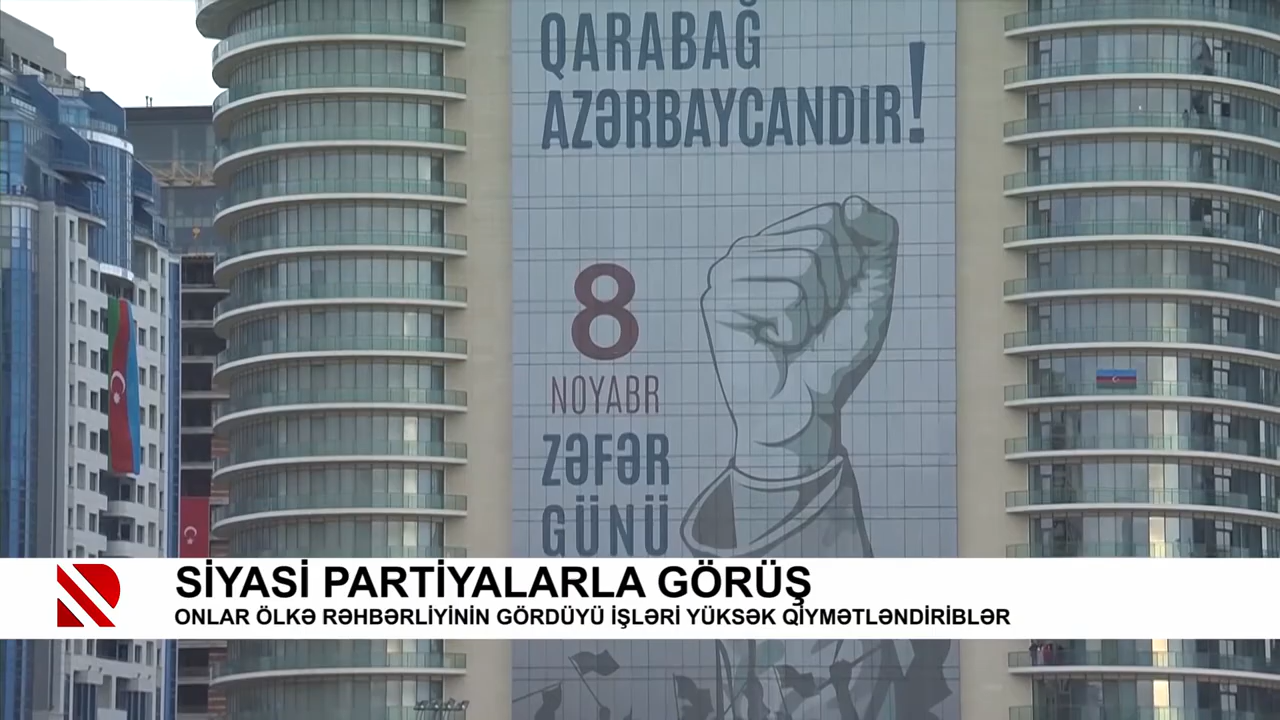 QARABAĞ
AZƏRBAYCANDIR!
8
NOYABR
ZƏFƏR
GÜNÜ
SİYASİ PARTİYALARLA GÖRÜŞ
ONLAR ÖLKƏ RƏHBƏRLİYİNİN GÖRDÜYÜ İŞLƏRİ YÜKSƏK QİYMƏTLƏNDİRİBLƏR